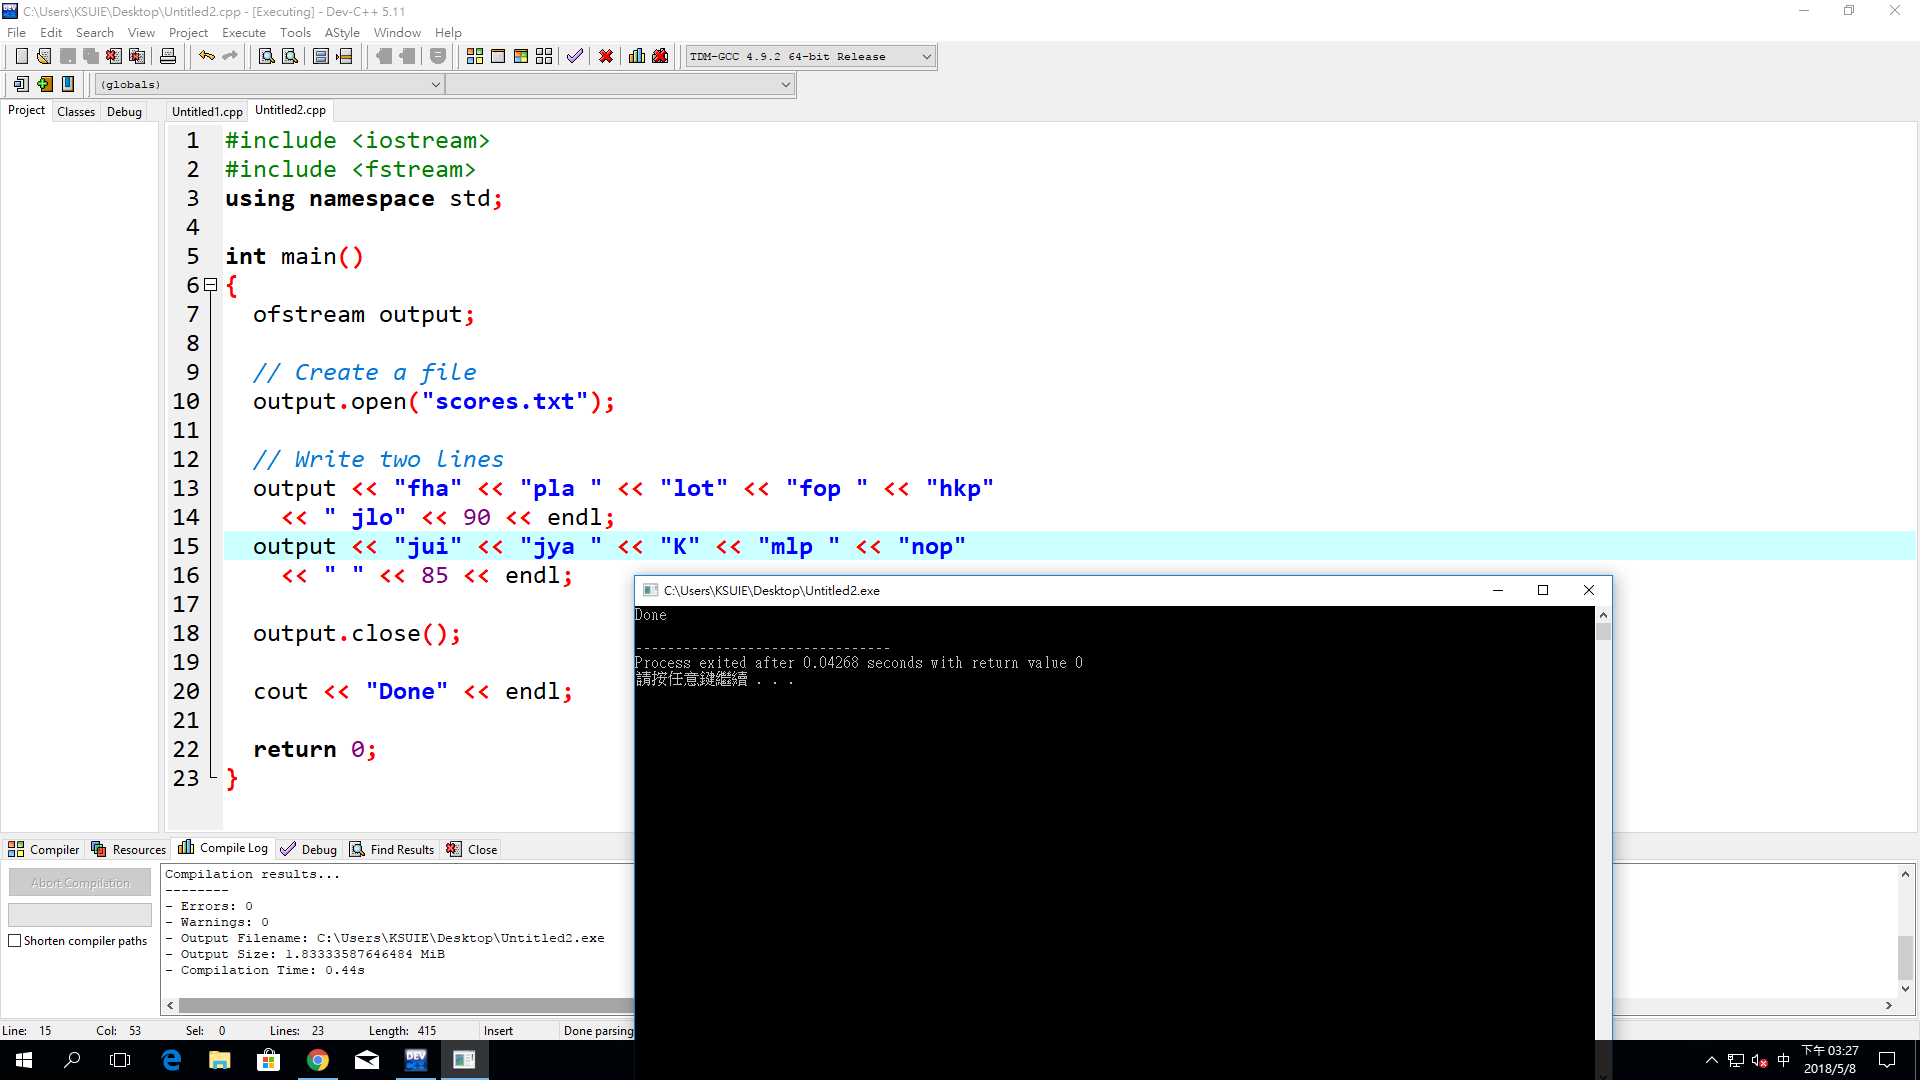 C:\Users\KSUIE\Desktop\Untitled2.cpp - [Executing] - Dev-C++ 5.11
File Edit Search View Project Execute Tools AStyle Window Help
TDM-GCC 4.9.2 64-bit Release
(globals)
Project Classes Debug Untitled1.cpp Untitled2.cpp
1 #include <iostream>
2 #include <fstream>
3 using namespace std;
4
5 int main()
6 {
7 ofstream output;
8
9 // Create a file
10 output.open("scores.txt");
11
12 // Write two lines
13 output << "fha" << "pla " << "lot" << "fop " << "hkp"
14 << " jlo" << 90 << endl;
15 output << "jui" << "jya " << "K" << "mlp " << "nop"
16 << " " << 85 << endl;
17
18 output.close();
19
20 cout << "Done" << endl;
21
22 return 0;
23 }
C:\Users\KSUIE\Desktop\Untitled2.exe
Done
--------------------------------
Process exited after 0.04268 seconds with return value 0
請按任意鍵繼續 . . .
Compiler Resources Compile Log Debug Find Results Close
Abort Compilation
Shorten compiler paths
Compilation results...
--------
- Errors: 0
- Warnings: 0
- Output Filename: C:\Users\KSUIE\Desktop\Untitled2.exe
- Output Size: 1.83333587646484 MiB
- Compilation Time: 0.44s
Line: 15 Col: 53 Sel: 0 Lines: 23 Length: 415 Insert Done parsing
DEV
中
下午 03:27
2018/5/8